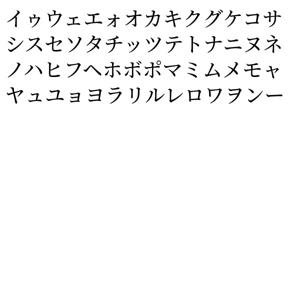 イゥウェエォオカキクグケコサ
シスセソタチッツテトナニヌネ
ノハヒフヘホボポマミムメモャ
ヤュユョヨラリルレロワヲンー